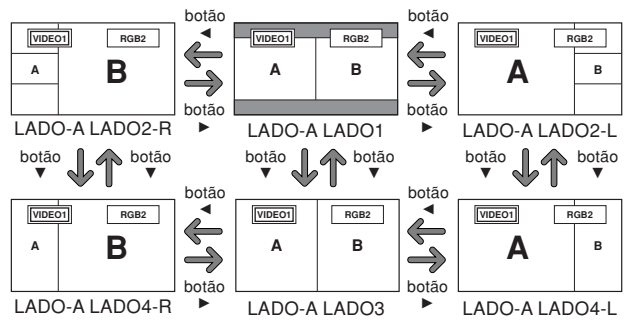 botão ◄ botão ◄
VIDEO1 RGB2 VIDEO1 RGB2 VIDEO1 RGB2
A B A B A B
botão ► botão ►
LADO-A LADO2-R LADO-A LADO1 LADO-A LADO2-L
botão ▼ botão ▼ botão ▼ botão ▼ botão ▼ botão ▼
botão ◄ botão ◄
VIDEO1 RGB2 VIDEO1 RGB2 VIDEO1 RGB2
A B A B A B
botão ► botão ►
LADO-A LADO4-R LADO-A LADO3 LADO-A LADO4-L